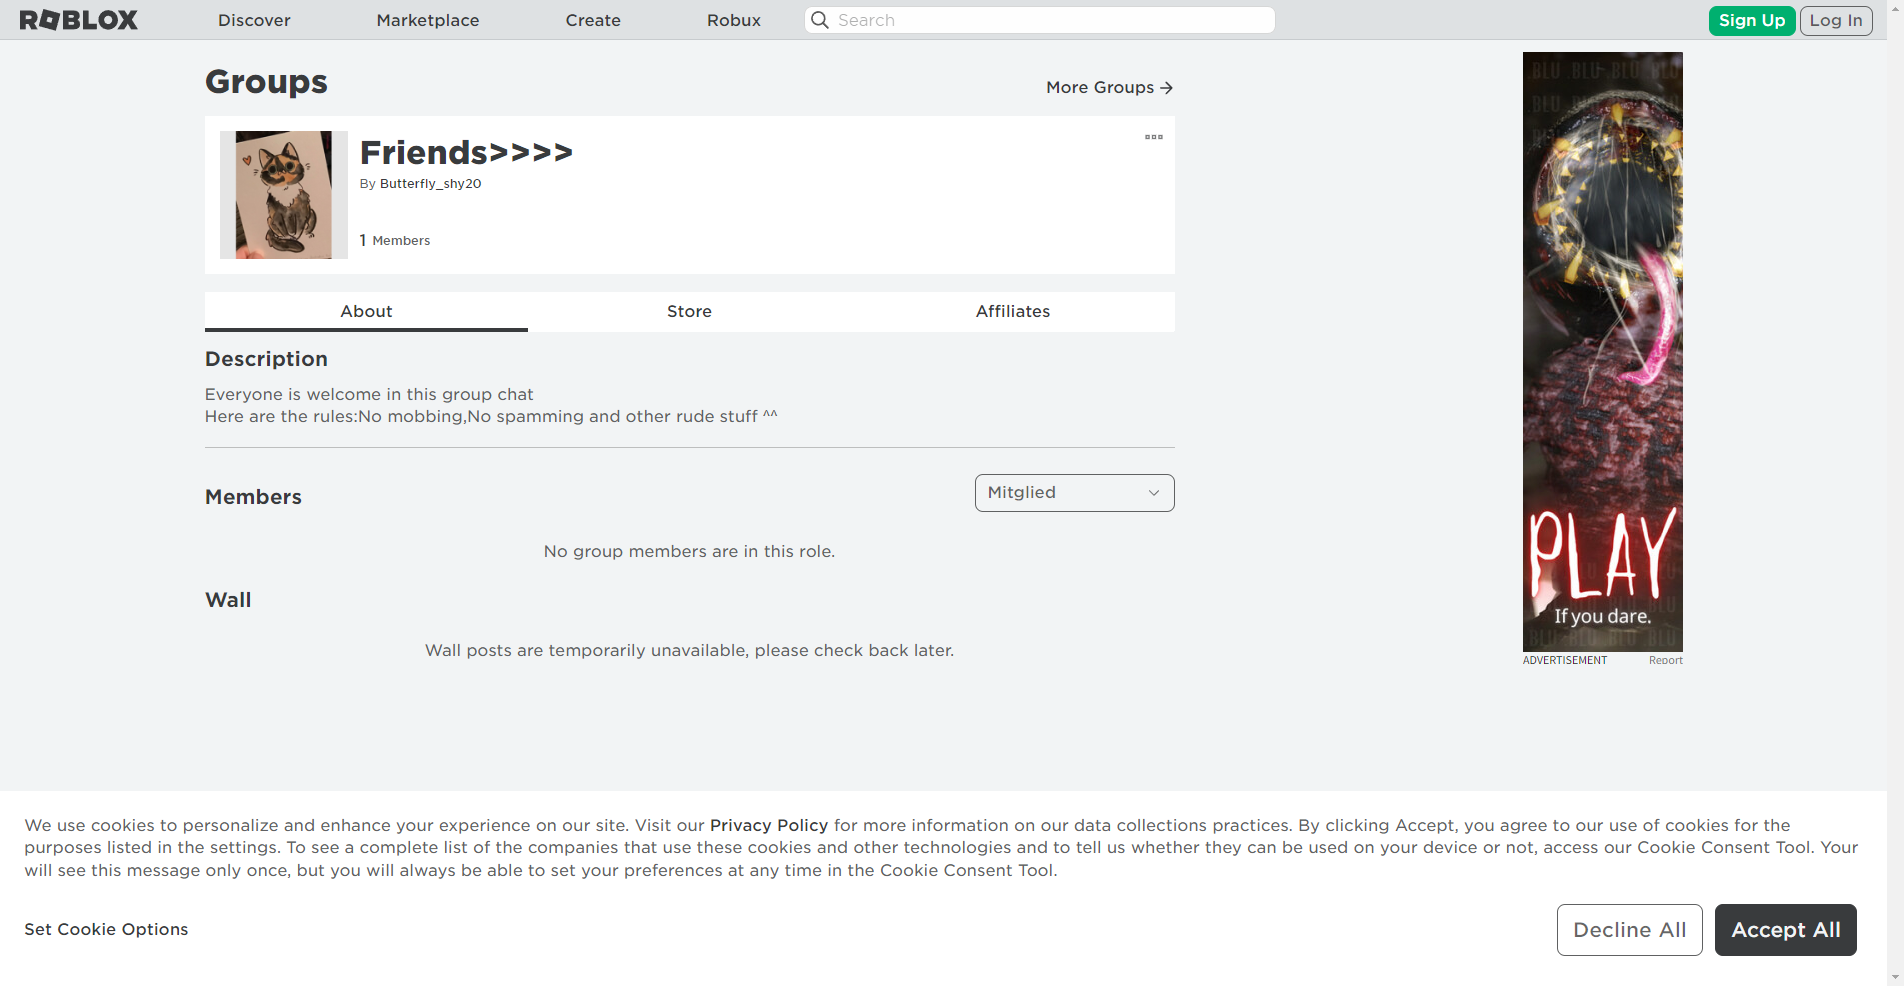 ROBLOX
Discover
Marketplace
Create
Robux
Search
Sign Up
Log In
Groups
More Groups →
Friends>>>>
By Butterfly_shy20
1 Members
About
Store
Affiliates
Description
Everyone is welcome in this group chat
Here are the rules:No mobbing,No spamming and other rude stuff ^^
Members
Mitglied
No group members are in this role.
Wall
Wall posts are temporarily unavailable, please check back later.
BLU BLU BLU BLU
PLAY
If you dare.
BLU BLU BLU BLU
ADVERTISEMENT
Report
We use cookies to personalize and enhance your experience on our site. Visit our Privacy Policy for more information on our data collections practices. By clicking Accept, you agree to our use of cookies for the
purposes listed in the settings. To see a complete list of the companies that use these cookies and other technologies and to tell us whether they can be used on your device or not, access our Cookie Consent Tool. Your
will see this message only once, but you will always be able to set your preferences at any time in the Cookie Consent Tool.
Set Cookie Options
Decline All
Accept All